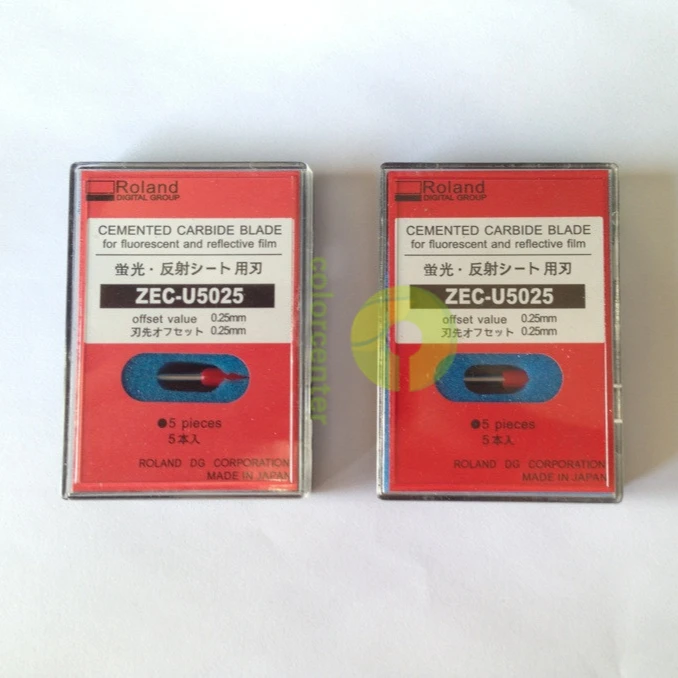 Roland
DIGITAL GROUP
CEMENTED CARBIDE BLADE
for fluorescent and reflective film
蛍光・反射シート用刃
ZEC-U5025
offset value 0.25mm
刃先オフセット 0.25mm
●5 pieces
5本入
ROLAND DG CORPORATION
MADE IN JAPAN
colorcenter
Roland
DIGITAL GROUP
CEMENTED CARBIDE BLADE
for fluorescent and reflective film
蛍光・反射シート用刃
ZEC-U5025
offset value 0.25mm
刃先オフセット 0.25mm
●5 pieces
5本入
ROLAND DG CORPORATION
MADE IN JAPAN